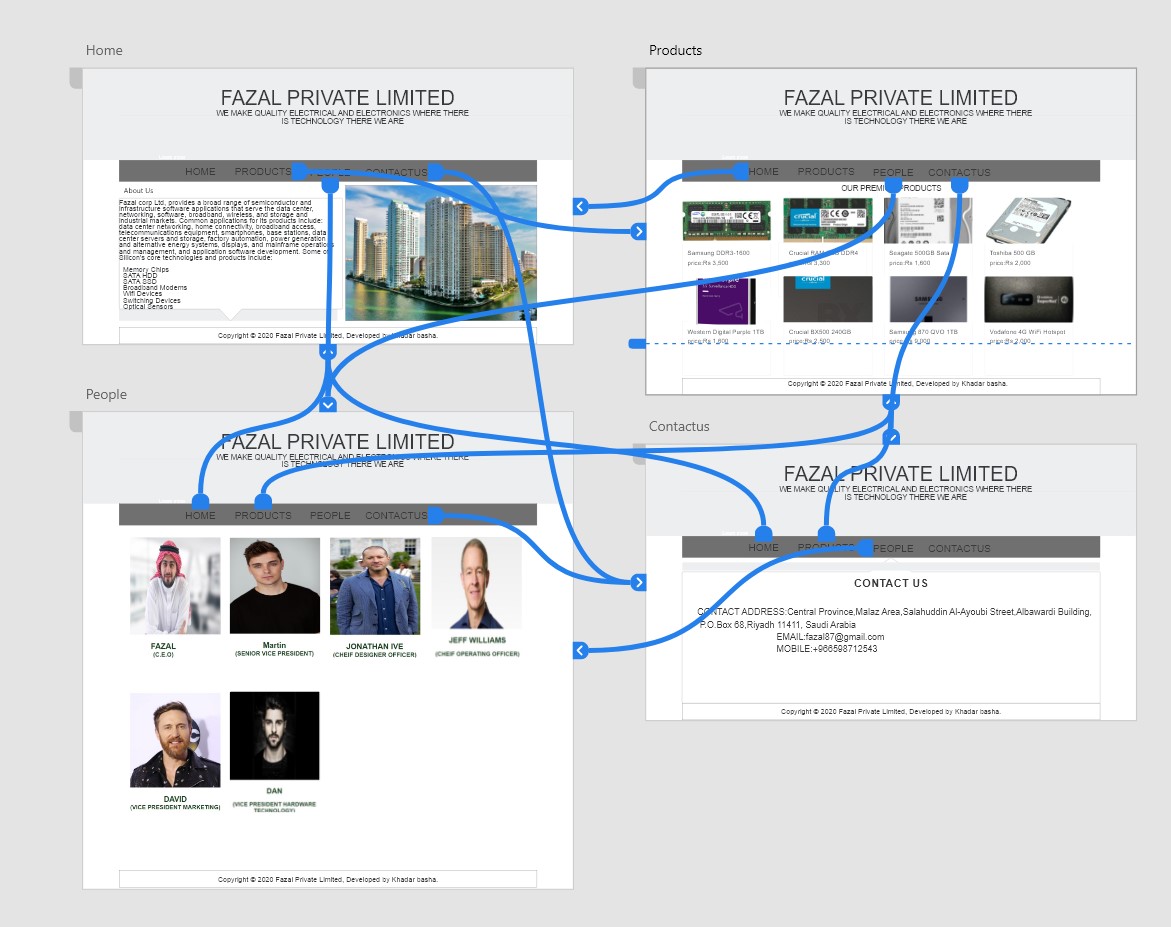 Home
FAZAL PRIVATE LIMITED
WE MAKE QUALITY ELECTRICAL AND ELECTRONICS WHERE THERE
IS TECHNOLOGY THERE WE ARE
HOME PRODUCTS PEOPLE CONTACTUS
About Us
Fazal corp Ltd, provides a broad range of semiconductor and
infrastructure software applications that serve the data center,
networking, software, broadband, wireless, and storage and
industrial markets. Common applications for its products include:
data center networking, home connectivity, broadband access,
telecommunications equipment, smartphones, base stations, data
center servers and storage, factory automation, power generation
and alternative energy systems, displays, and mainframe operations
and management, and application software development. Some of
Silicon's core technologies and products include:
Memory Chips
SATA HDD
SATA SSD
Broadband Modems
Wifi Devices
Switching Devices
Optical Sensors
Copyright © 2020 Fazal Private Limited, Developed by Khadar basha.
Products
FAZAL PRIVATE LIMITED
WE MAKE QUALITY ELECTRICAL AND ELECTRONICS WHERE THERE
IS TECHNOLOGY THERE WE ARE
HOME PRODUCTS PEOPLE CONTACTUS
OUR PREMIUM PRODUCTS
crucial
Samsung DDR3-1600
price:Rs 3,500
Crucial RAM DDR4
price:Rs 3,300
Seagate 500GB Sata
price:Rs 1,600
Toshiba 500 GB
price:Rs 2,000
Purple
crucial
SAMSUNG
Western Digital Purple 1TB
price:Rs 1,600
Crucial BX500 240GB
price:Rs 2,500
Samsung 870 QVO 1TB
Vodafone 4G WiFi Hotspot
price:Rs 2,000
Copyright © 2020 Fazal Private Limited, Developed by Khadar basha.
People
FAZAL PRIVATE LIMITED
WE MAKE QUALITY ELECTRICAL AND ELECTRONICS WHERE THERE
IS TECHNOLOGY THERE WE ARE
HOME PRODUCTS PEOPLE CONTACTUS
FAZAL
(C.E.O)
Martin
(SENIOR VICE PRESIDENT)
JONATHAN IVE
(CHEIF DESIGNER OFFICER)
JEFF WILLIAMS
(CHEIF OPERATING OFFICER)
DAVID
(VICE PRESIDENT MARKETING)
DAN
(VICE PRESIDENT HARDWARE
TECHNOLOGY)
Copyright © 2020 Fazal Private Limited, Developed by Khadar basha.
Contactus
FAZAL PRIVATE LIMITED
WE MAKE QUALITY ELECTRICAL AND ELECTRONICS WHERE THERE
IS TECHNOLOGY THERE WE ARE
HOME PRODUCTS PEOPLE CONTACTUS
CONTACT US
CONTACT ADDRESS:Central Province,Malaz Area,Salahuddin Al-Ayoubi Street,Albawardi Building,
P.O.Box 68,Riyadh 11411, Saudi Arabia
EMAIL:fazal87@gmail.com
MOBILE:+966598712543
Copyright © 2020 Fazal Private Limited, Developed by Khadar basha.